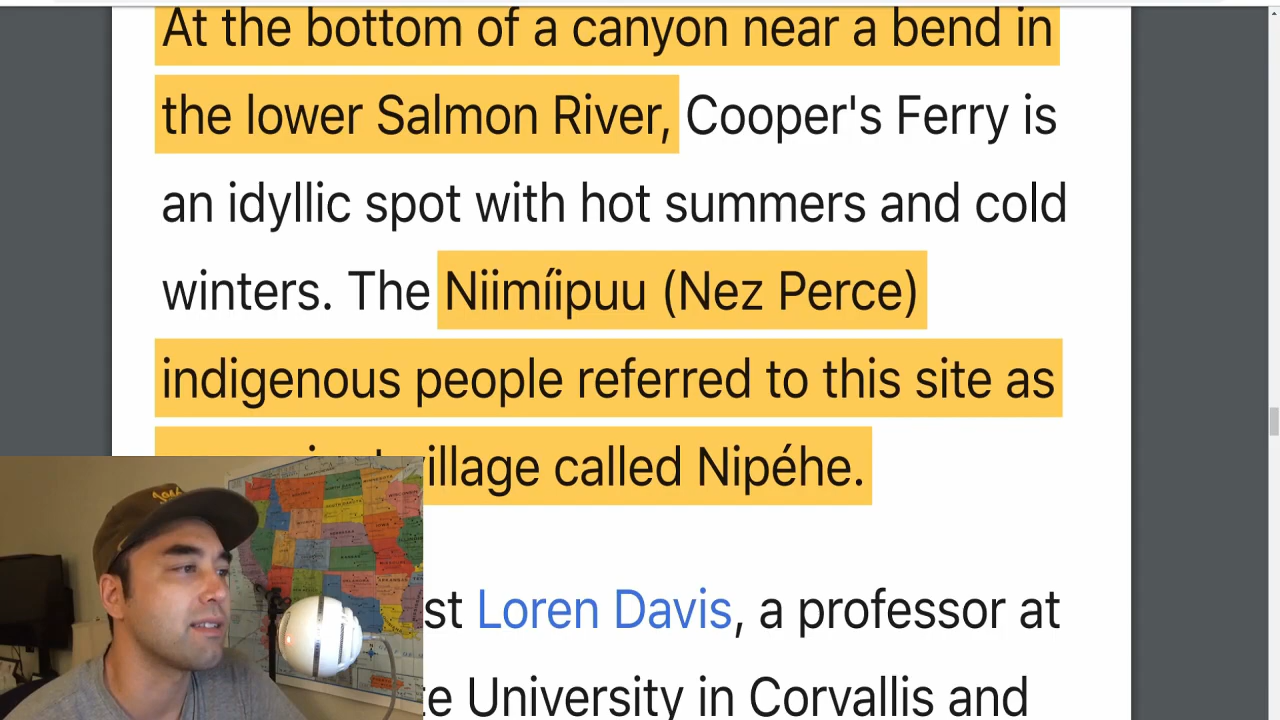 At the bottom of a canyon near a bend in
the lower Salmon River, Cooper's Ferry is
an idyllic spot with hot summers and cold
winters. The Niimíipuu (Nez Perce)
indigenous people referred to this site as
village called Nipéhe.
Loren Davis, a professor at
University in Corvallis and